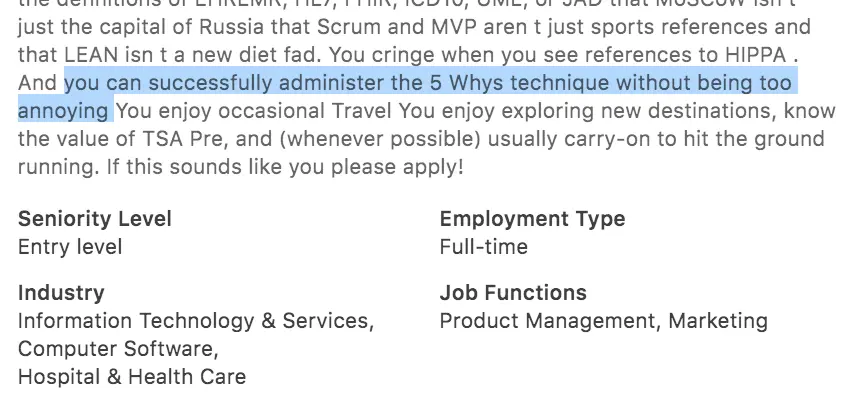 the definitions of EHREMR, HL7, FHIR, ICD10, UML, or JAD that MoSCoW isn t
just the capital of Russia that Scrum and MVP aren t just sports references and
that LEAN isn t a new diet fad. You cringe when you see references to HIPPA .
And you can successfully administer the 5 Whys technique without being too
annoying You enjoy occasional Travel You enjoy exploring new destinations, know
the value of TSA Pre, and (whenever possible) usually carry-on to hit the ground
running. If this sounds like you please apply!
Seniority Level
Entry level
Employment Type
Full-time
Industry
Information Technology & Services,
Computer Software,
Hospital & Health Care
Job Functions
Product Management, Marketing